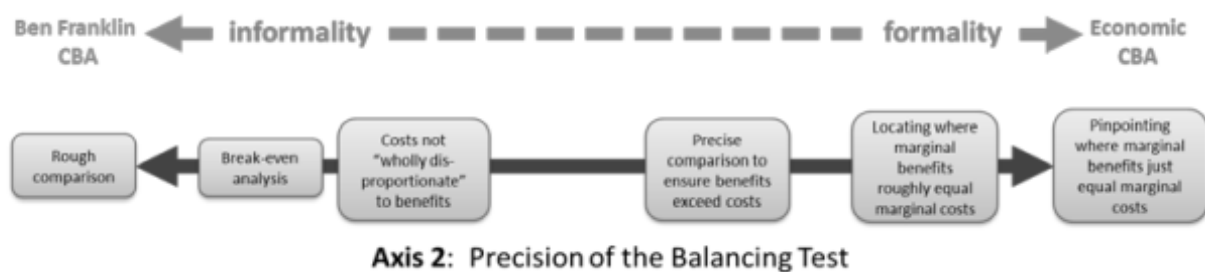 Ben Franklin
CBA
informality
formality
Economic
CBA
Rough
comparison
Break-even
analysis
Costs not
"wholly dis-
proportionate"
to benefits
Precise
comparison to
ensure benefits
exceed costs
Locating where
marginal
benefits
roughly equal
marginal costs
Pinpointing
where marginal
benefits just
equal marginal
costs
Axis 2: Precision of the Balancing Test